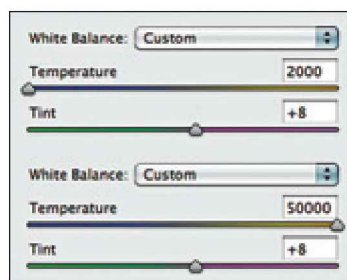 White Balance: Custom
Temperature 2000
Tint +8
White Balance: Custom
Temperature 50000
Tint +8